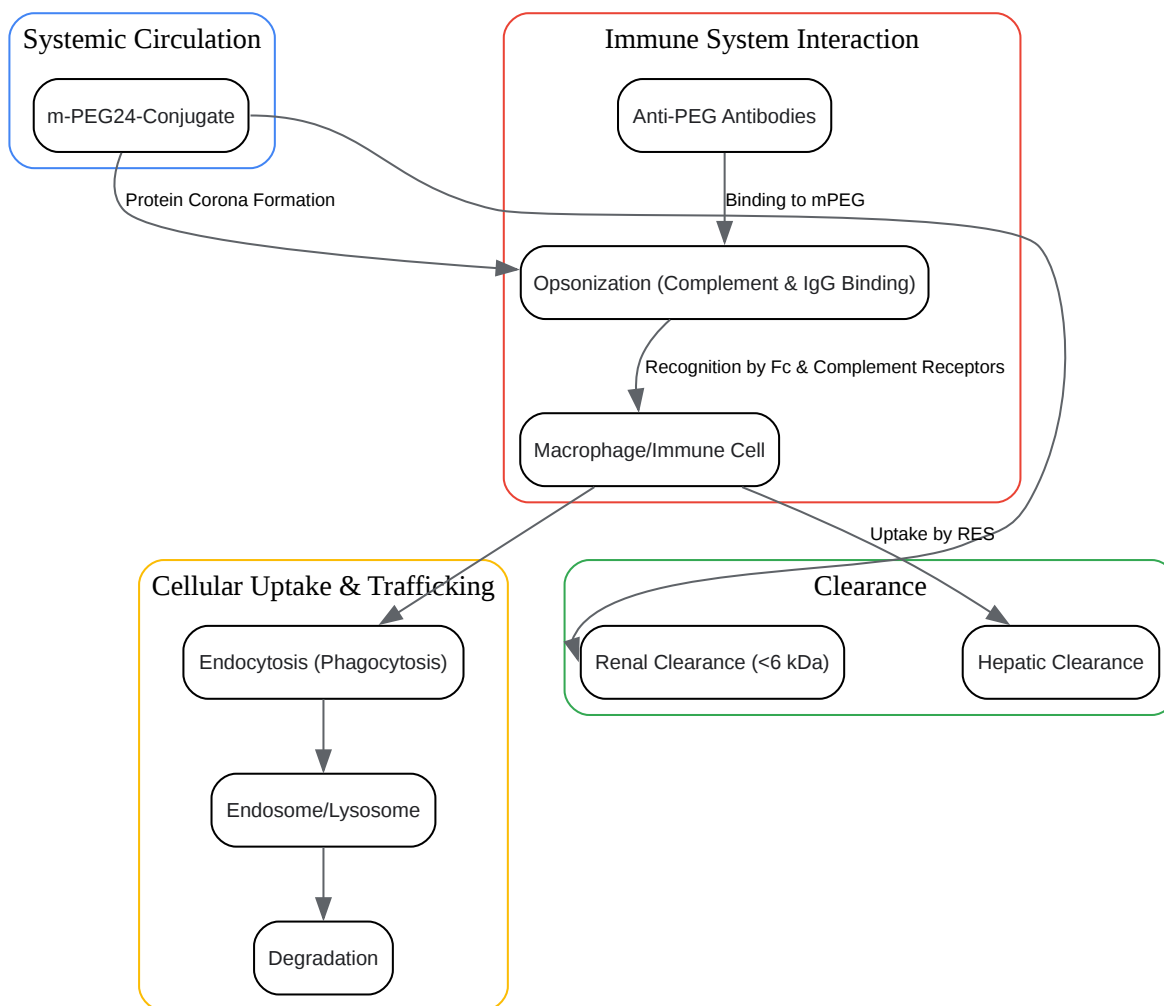 Systemic Circulation
Immune System Interaction
m-PEG24-Conjugate
Anti-PEG Antibodies
Protein Corona Formation
Binding to mPEG
Opsonization (Complement & IgG Binding)
Recognition by Fc & Complement Receptors
Macrophage/Immune Cell
Uptake by RES
Cellular Uptake & Trafficking
Clearance
Endocytosis (Phagocytosis)
Renal Clearance (<6 kDa)
Hepatic Clearance
Endosome/Lysosome
Degradation